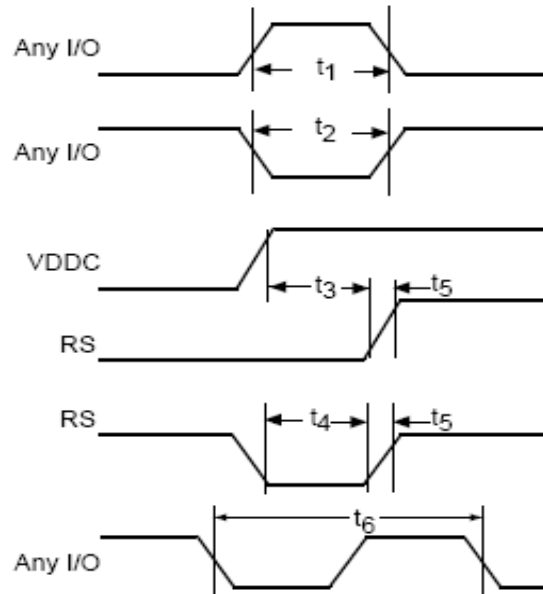 Any I/O
t1
Any I/O
t2
VDDC
t3
t5
RS
RS
t4
t5
t6
Any I/O